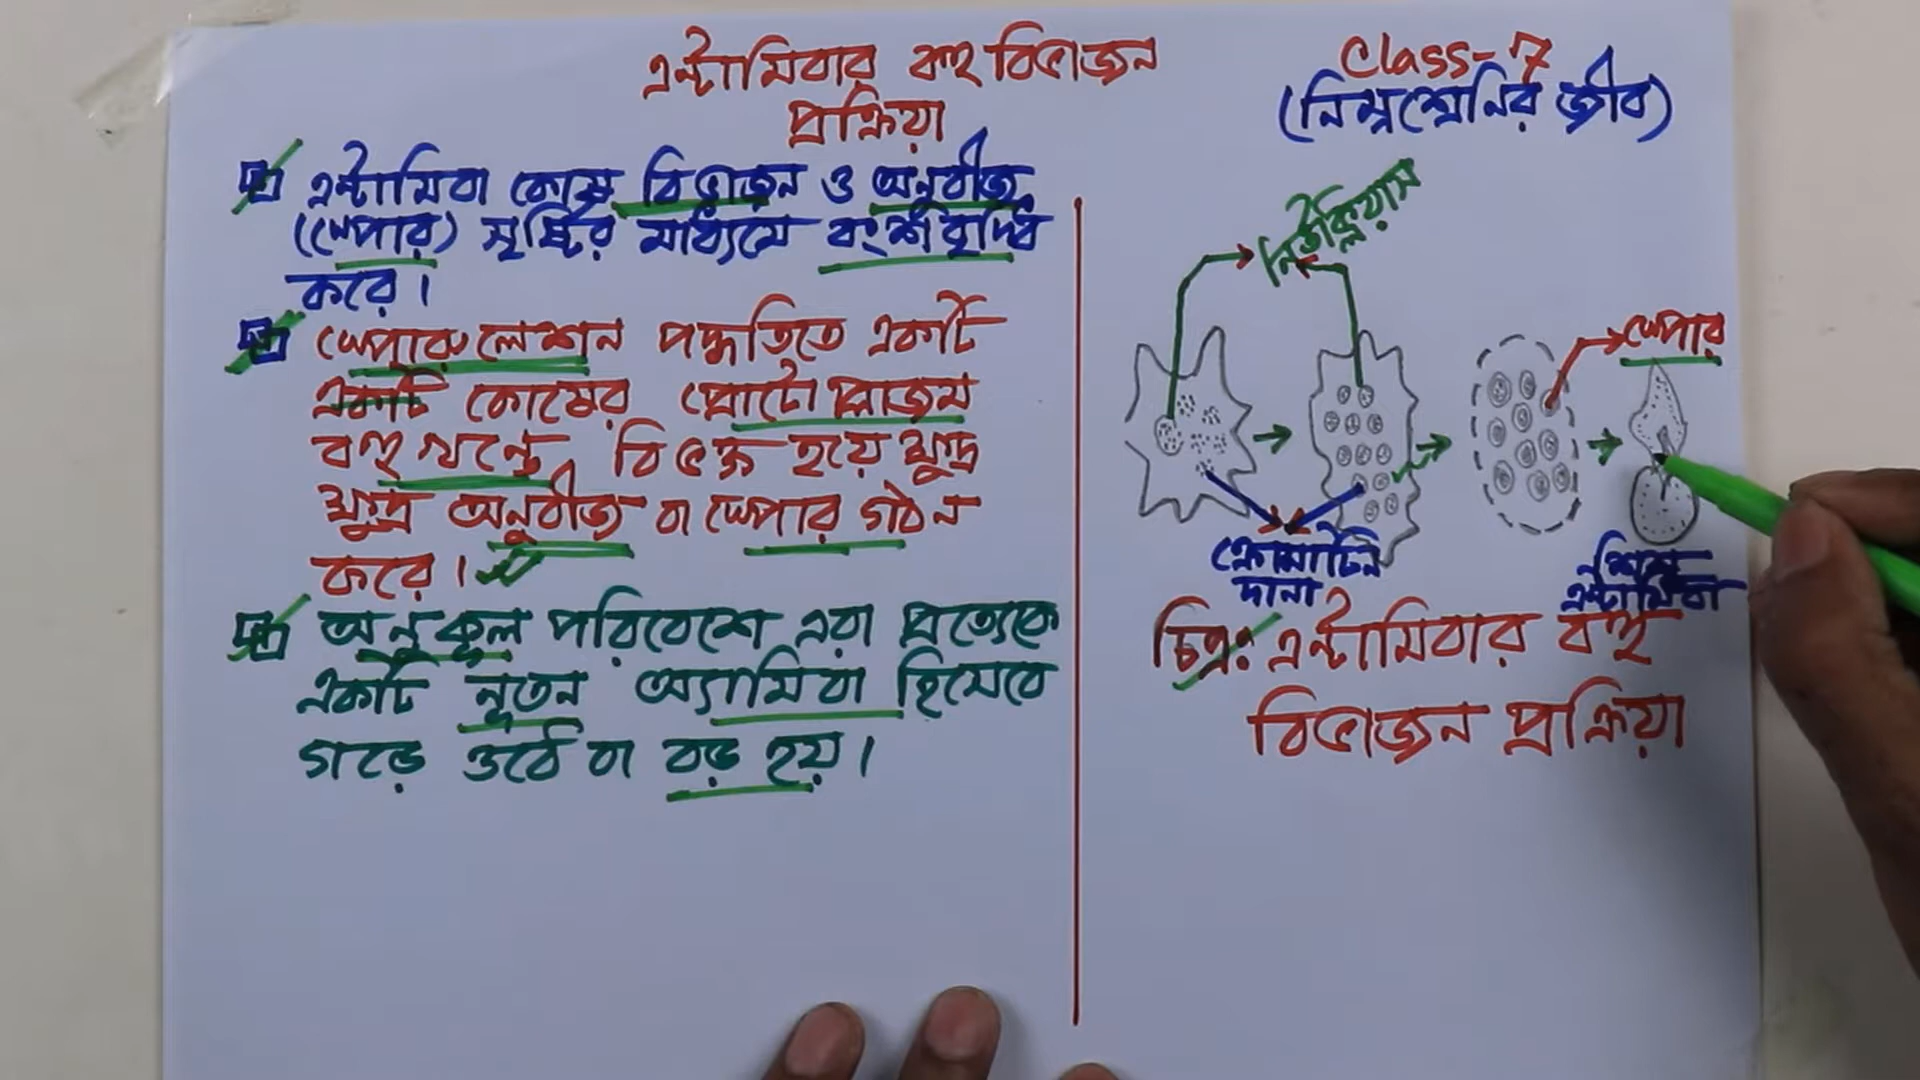 এন্টামিবার বহু বিভাজন
প্রক্রিয়া
Class-7
(নিম্নশ্রেনির জীব)
এন্টামিবা কোষ বিভাজন ও অনুবীজ
(স্পোর) সৃষ্টির মাধ্যমে বংশ বৃদ্ধি
করে।
স্পোরুলেশন পদ্ধতিতে একটি
একটি কোষের প্রোটোপ্লাজম
বহু খন্ডে বিভক্ত হয়ে ক্ষুদ্র
ক্ষুদ্র অনুবীজ বা স্পোর গঠন
করে।
অনুকূল পরিবেশে এরা প্রত্যেকে
একটি নূতন অ্যামিবা হিসেবে
গড়ে ওঠে বা বড় হয়।
নিউক্লিয়াস
স্পোর
ক্রোমাটিন
দানা
শিশু
এন্টামিবা
চিত্র: এন্টামিবার বহু
বিভাজন প্রক্রিয়া